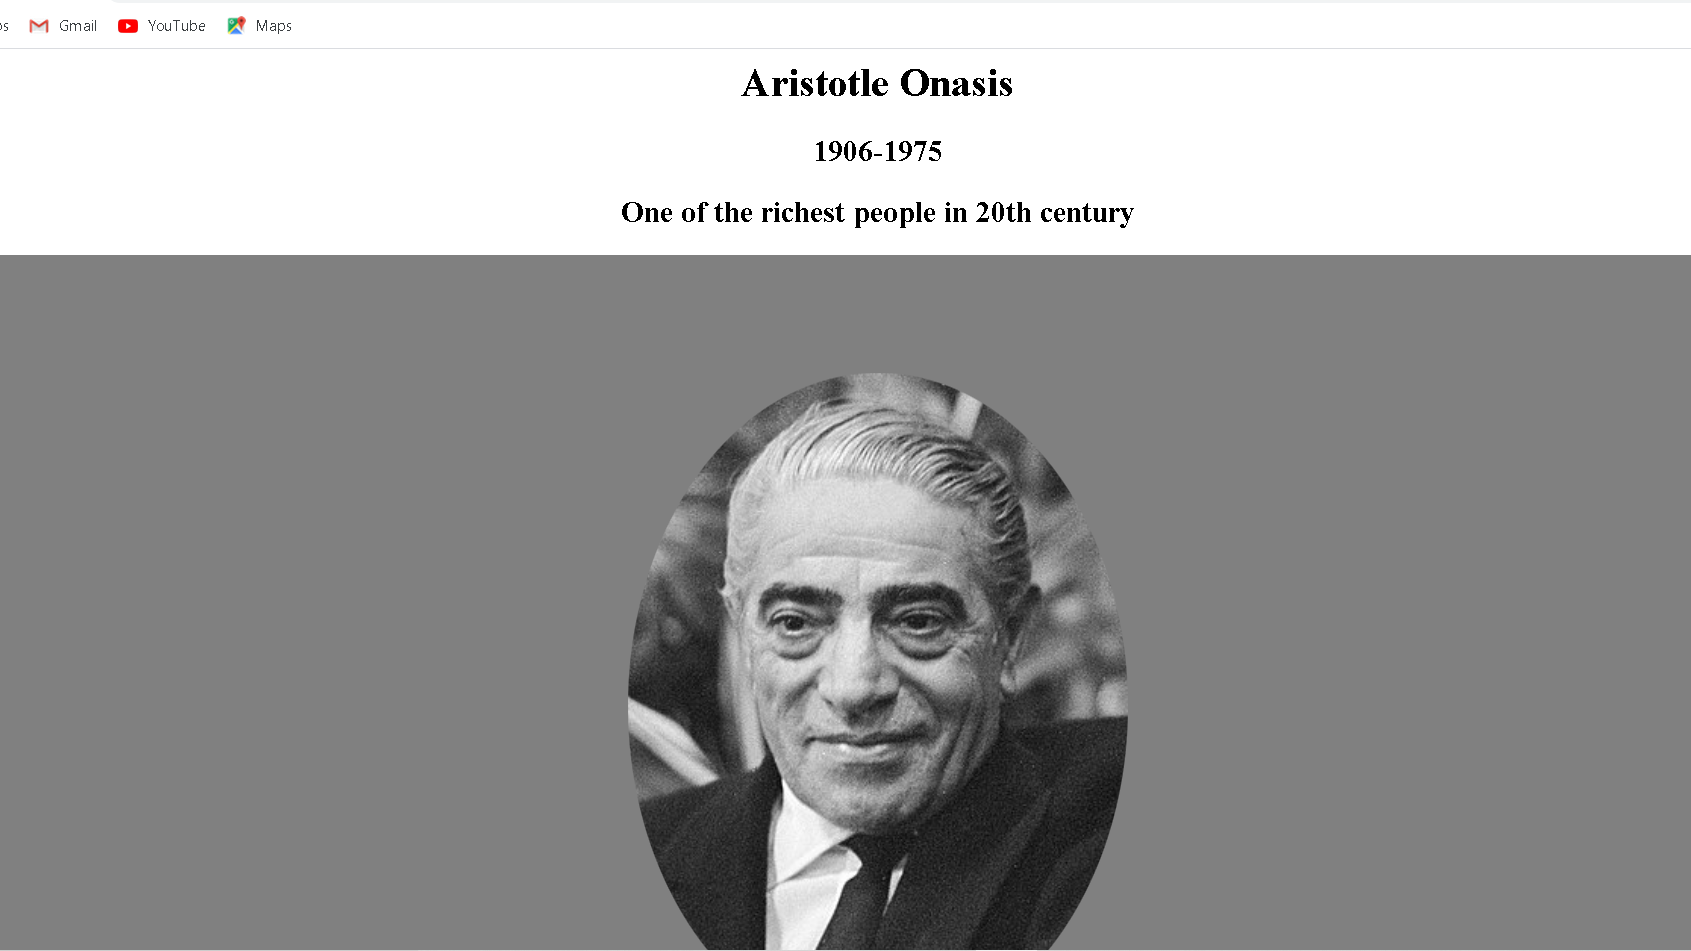 Gmail YouTube Maps
Aristotle Onasis
1906-1975
One of the richest people in 20th century